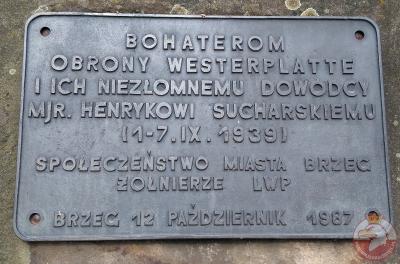 BOHATEROM
OBRONY WESTERPLATTE
I ICH NIEZŁOMNEMU DOWÓDCY
MJR. HENRYKOWI SUCHARSKIEMU
(1-7.IX.1939)
SPOŁECZEŃSTWO MIASTA BRZEG
ŻOŁNIERZE LWP
BRZEG 12 PAŹDZIERNIK 1987